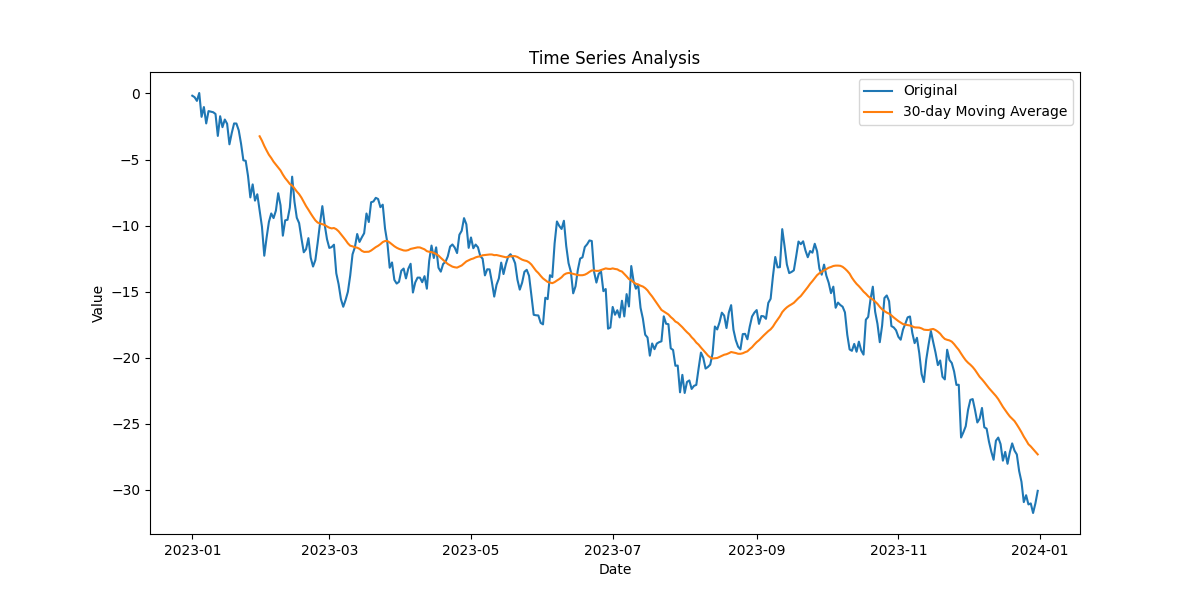 Time Series Analysis
Original
30-day Moving Average
0
−5
−10
−15
−20
−25
−30
Value
2023-01 2023-03 2023-05 2023-07 2023-09 2023-11 2024-01
Date